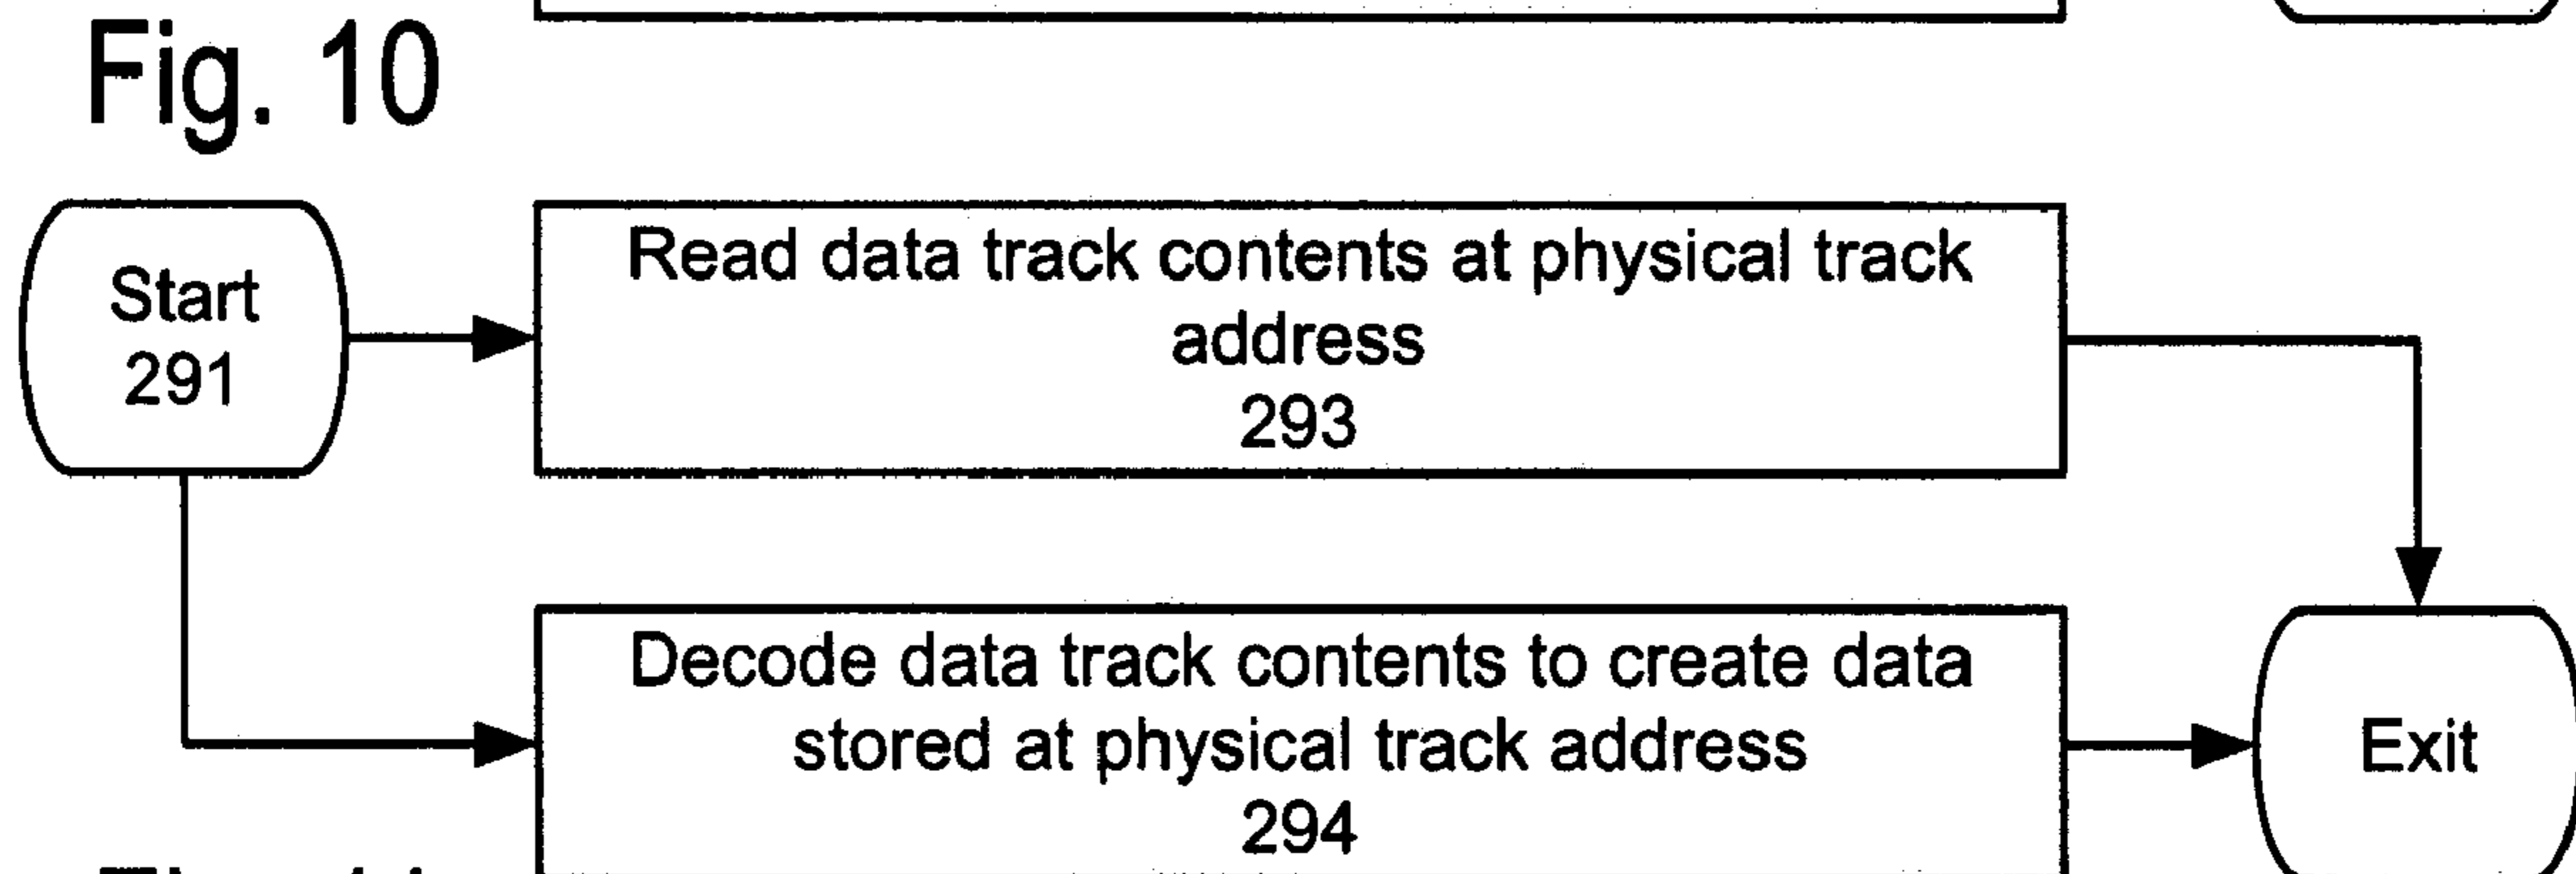 Fig. 10
Start
291
Read data track contents at physical track
address
293
Decode data track contents to create data
stored at physical track address
294
Exit